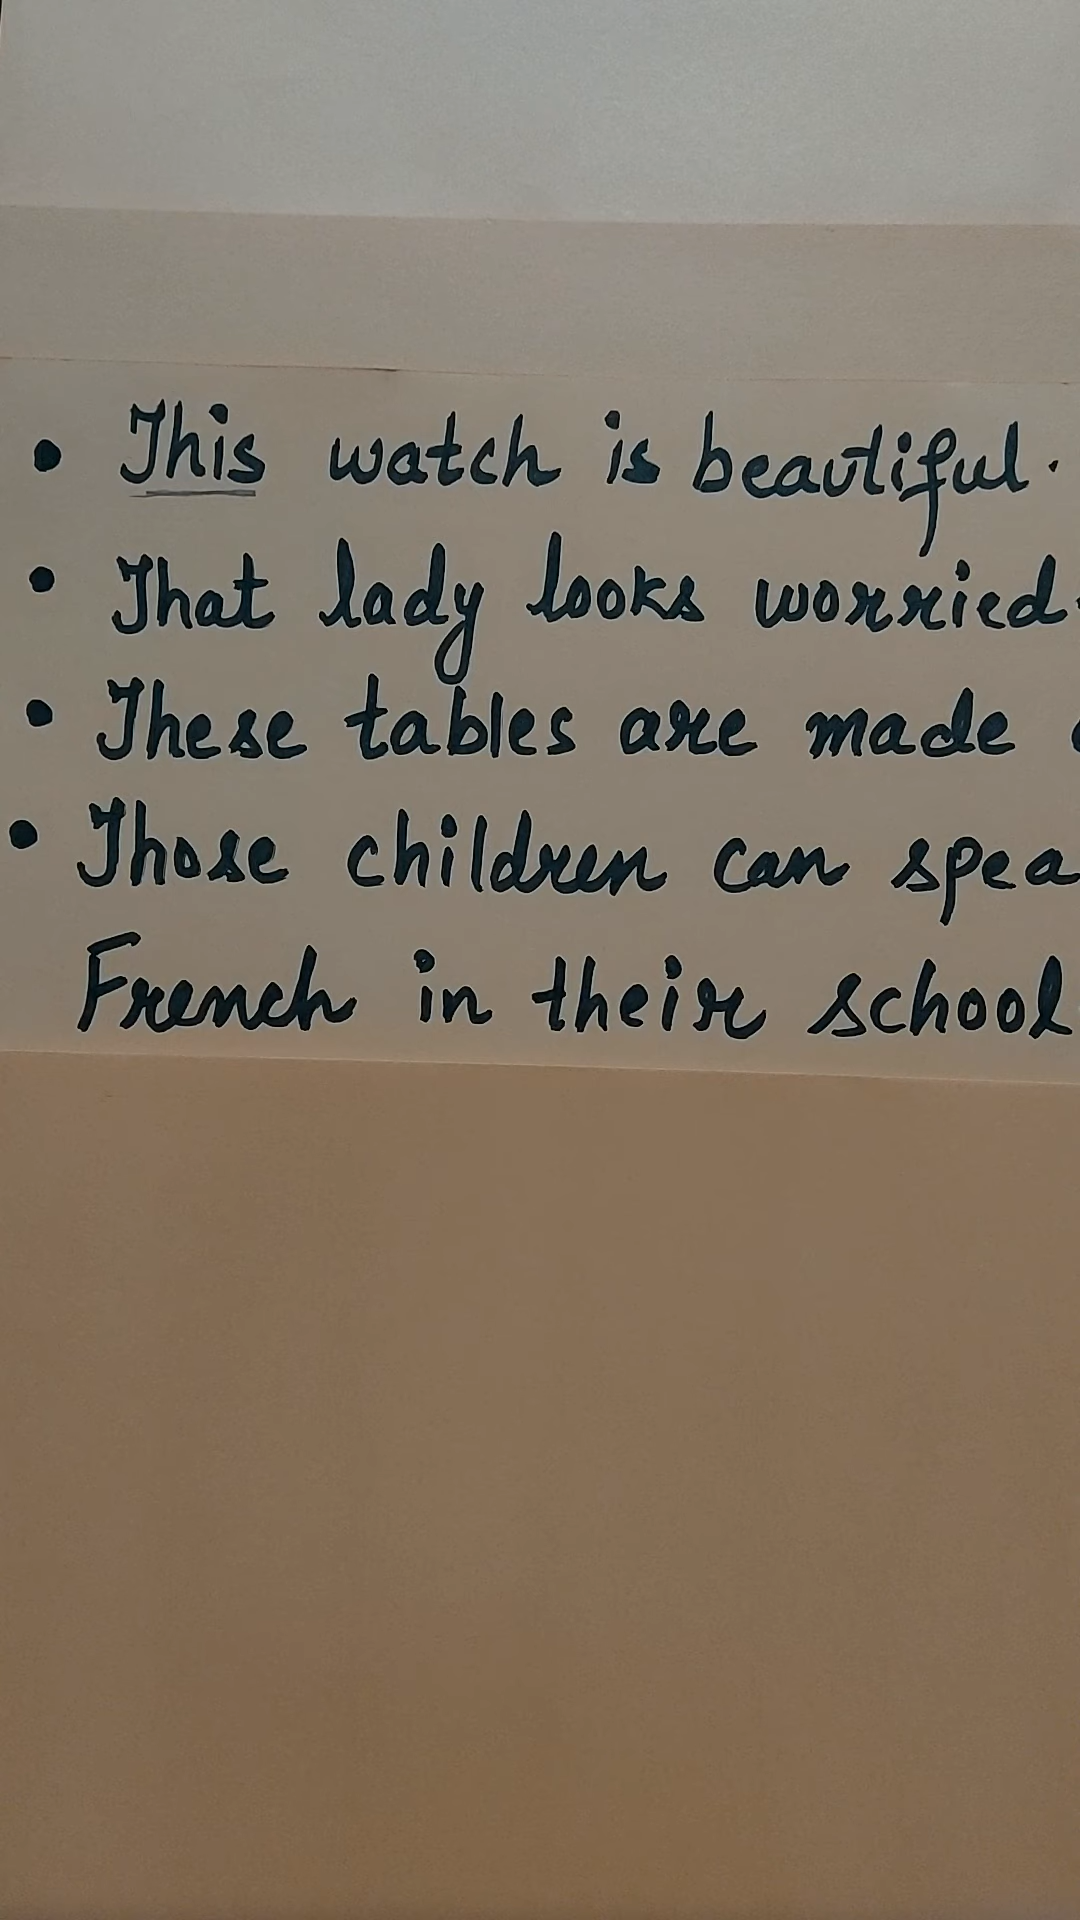 • This watch is beautiful.
• That lady looks worried
• These tables are made
• Those children can
French in their school